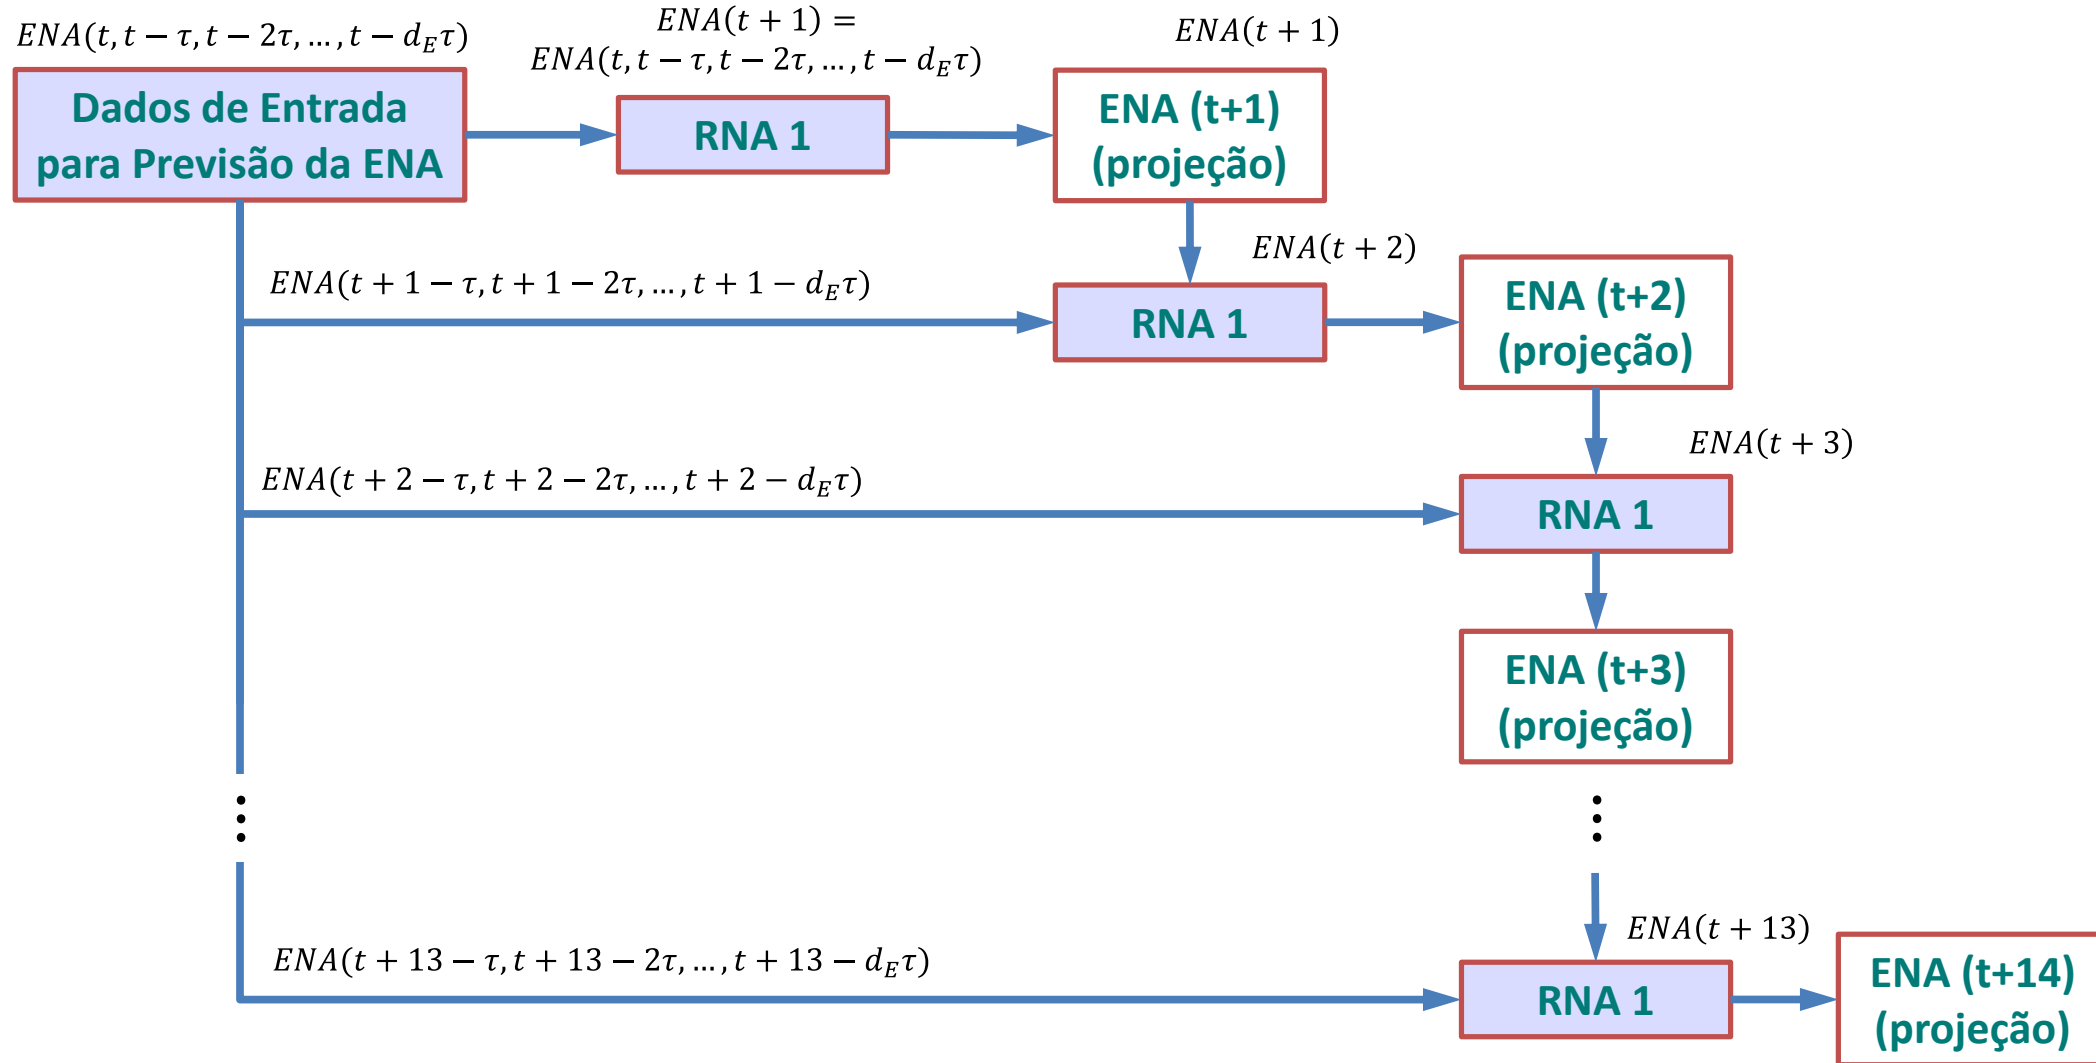 ENA(t, t − τ, t − 2τ, …, t − d_E τ)
ENA(t + 1) =
ENA(t, t − τ, t − 2τ, …, t − d_E τ)
ENA(t + 1)
Dados de Entrada
para Previsão da ENA
RNA 1
ENA (t+1)
(projeção)
ENA(t + 2)
ENA(t + 1 − τ, t + 1 − 2τ, …, t + 1 − d_E τ)
RNA 1
ENA (t+2)
(projeção)
ENA(t + 3)
ENA(t + 2 − τ, t + 2 − 2τ, …, t + 2 − d_E τ)
RNA 1
ENA (t+3)
(projeção)
⋮
⋮
ENA(t + 13)
ENA(t + 13 − τ, t + 13 − 2τ, …, t + 13 − d_E τ)
RNA 1
ENA (t+14)
(projeção)